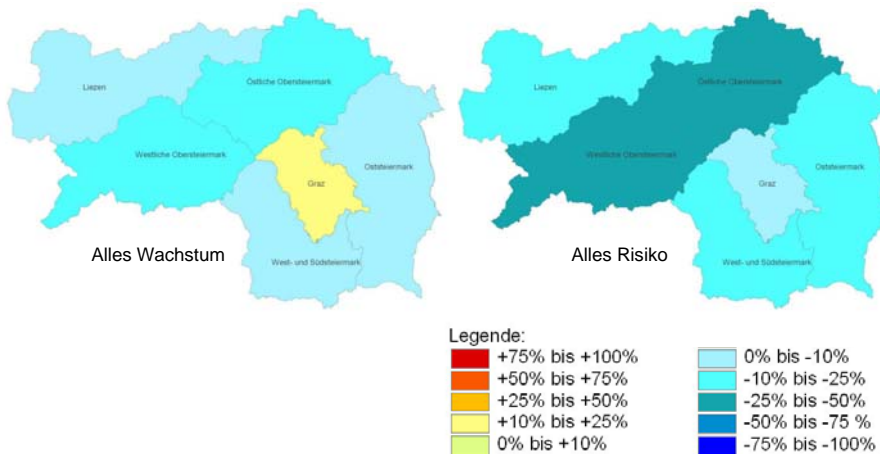 Liezen
Östliche Obersteiermark
Westliche Obersteiermark
Oststeiermark
Graz
West- und Südsteiermark
Alles Wachstum
Liezen
Östliche Obersteiermark
Westliche Obersteiermark
Oststeiermark
Graz
West- und Südsteiermark
Alles Risiko
Legende:
+75% bis +100%
+50% bis +75%
+25% bis +50%
+10% bis +25%
0% bis +10%
0% bis -10%
-10% bis -25%
-25% bis -50%
-50% bis -75 %
-75% bis -100%